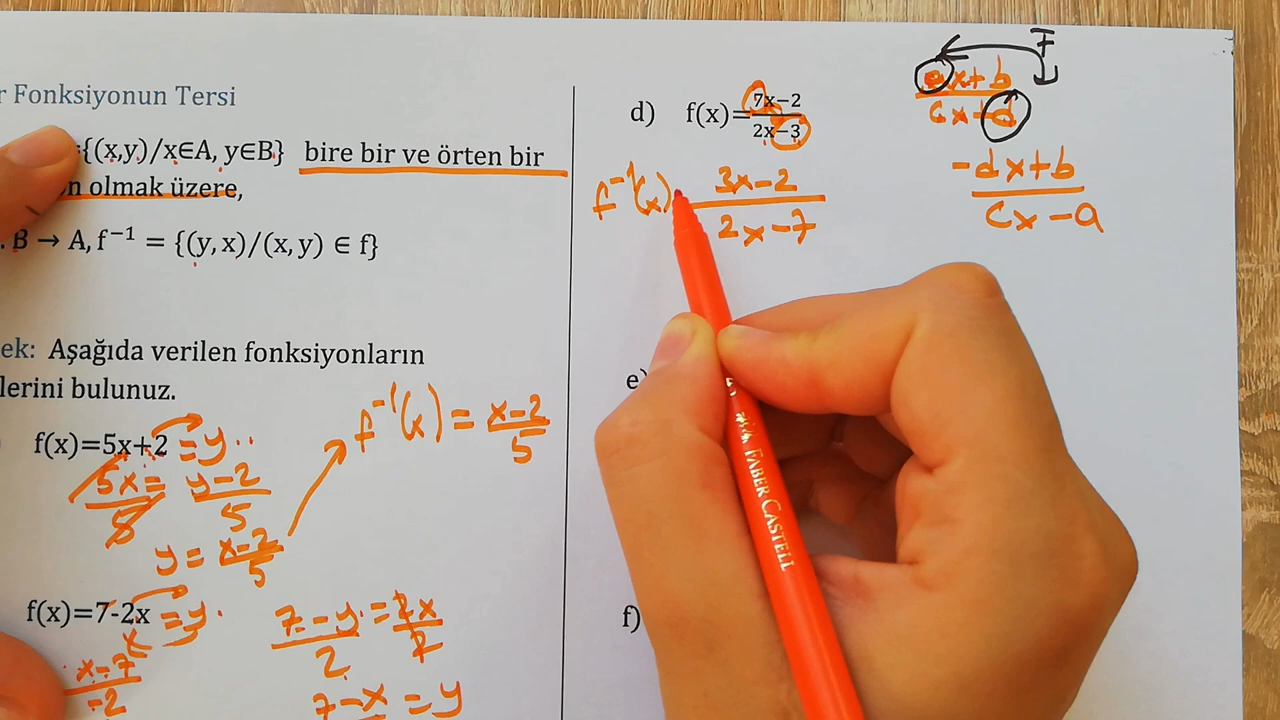 r Fonksiyonun Tersi
={(x,y)/x∈A, y∈B} bire bir ve örten bir
n olmak üzere,
. B → A, f⁻¹ = {(y, x)/(x, y) ∈ f}
ek: Aşağıda verilen fonksiyonların
lerini bulunuz.
f(x)=5x+2 =y
5x= y-2
5 5
y = x-2
5
f⁻¹(x) = x-2
5
f(x)=7-2x =y
x-7
-2
7-y = 2x
2 2
7-x = y
d) f(x)= 7x-2
2x-3
f⁻¹(x) 3x-2
2x-7
ax+b
cx+d
-dx+b
cx-a
e)
f)
FABER CASTELL